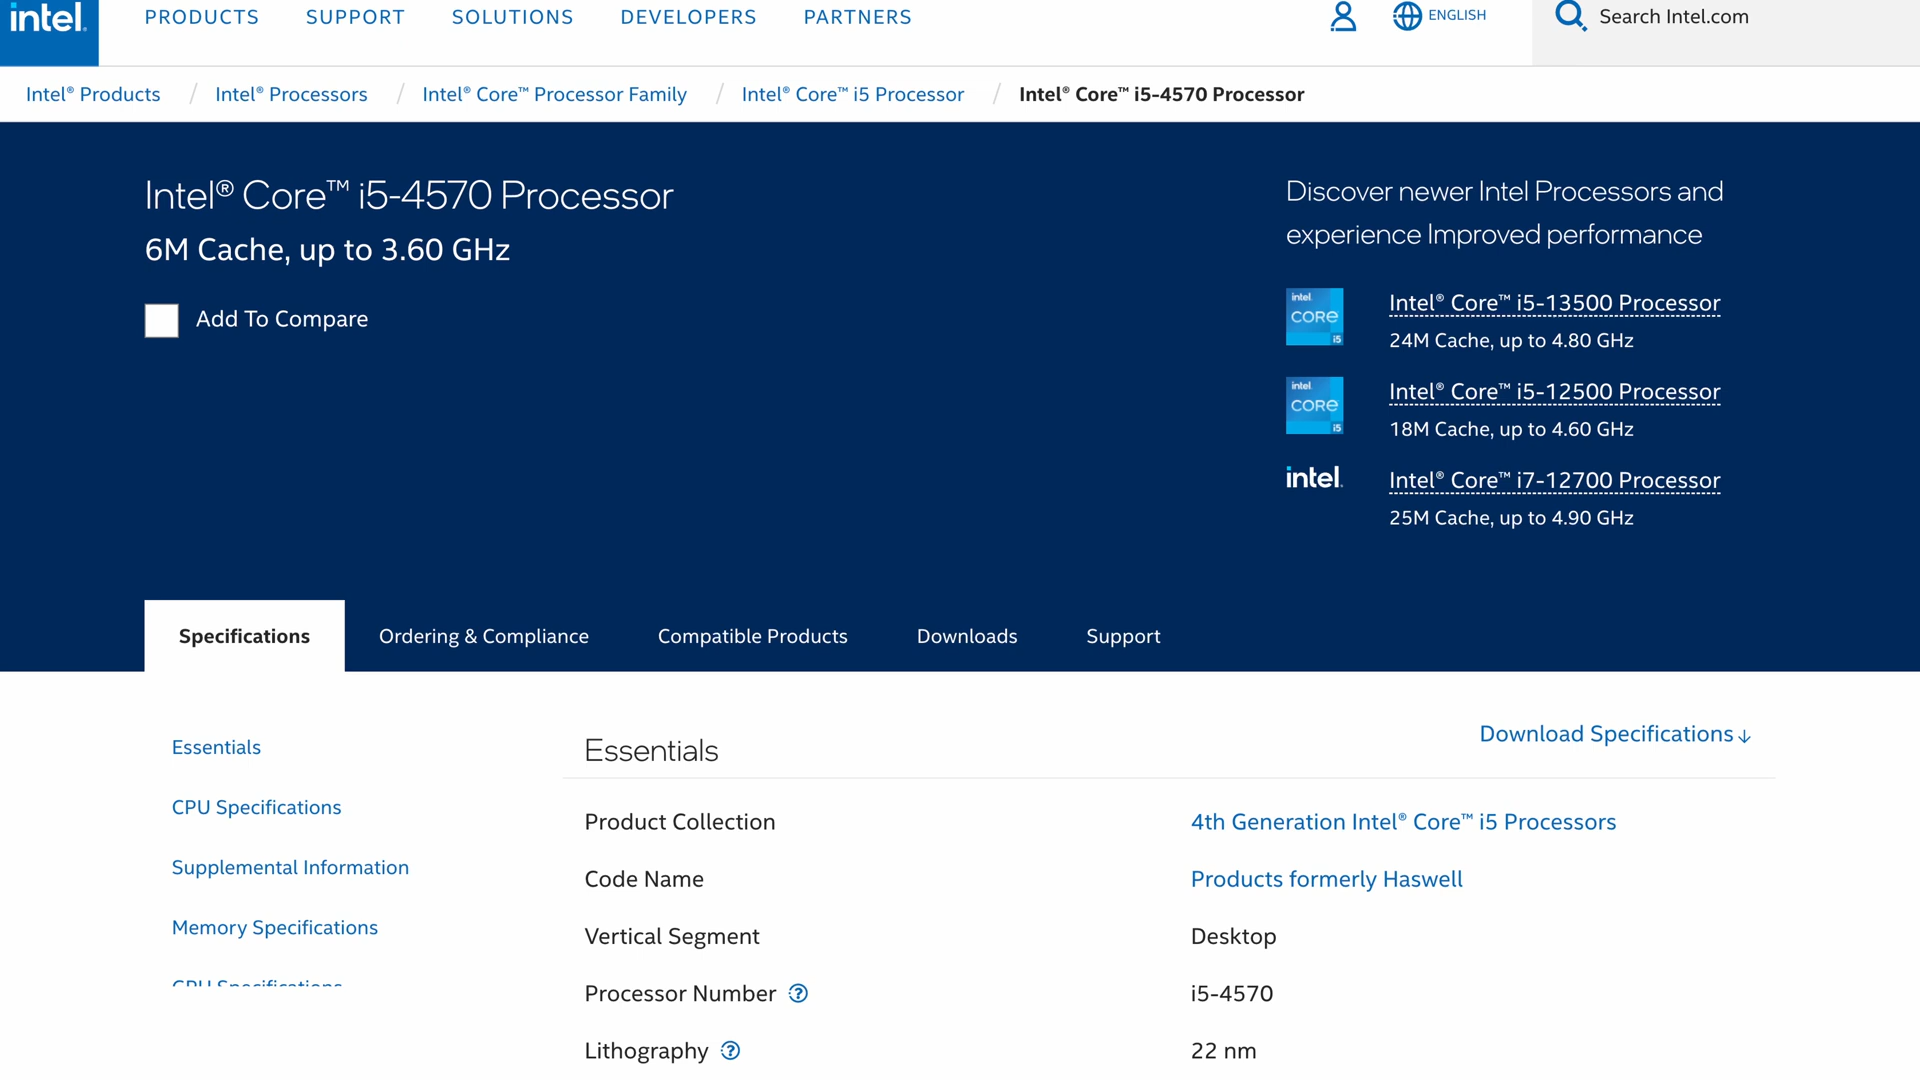 intel.
PRODUCTS SUPPORT SOLUTIONS DEVELOPERS PARTNERS ENGLISH Search Intel.com
Intel® Products / Intel® Processors / Intel® Core™ Processor Family / Intel® Core™ i5 Processor / Intel® Core™ i5-4570 Processor
Intel® Core™ i5-4570 Processor
6M Cache, up to 3.60 GHz
Add To Compare
Discover newer Intel Processors and
experience Improved performance
intel CORE i5
Intel® Core™ i5-13500 Processor
24M Cache, up to 4.80 GHz
intel CORE i5
Intel® Core™ i5-12500 Processor
18M Cache, up to 4.60 GHz
intel.
Intel® Core™ i7-12700 Processor
25M Cache, up to 4.90 GHz
Specifications Ordering & Compliance Compatible Products Downloads Support
Essentials
CPU Specifications
Supplemental Information
Memory Specifications
GPU Specifications
Essentials
Download Specifications ↓
Product Collection 4th Generation Intel® Core™ i5 Processors
Code Name Products formerly Haswell
Vertical Segment Desktop
Processor Number ? i5-4570
Lithography ? 22 nm